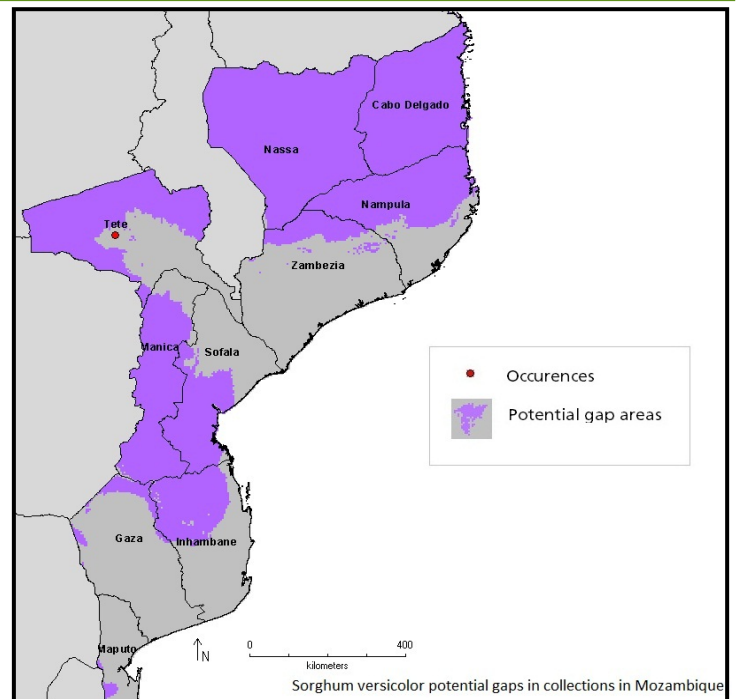 Cabo Delgado
Nassa
Nampula
Tete
Zambezia
Manica
Sofala
Occurences
Potential gap areas
Gaza
Inhambane
Maputo
N
0 400
kilometers
Sorghum versicolor potential gaps in collections in Mozambique